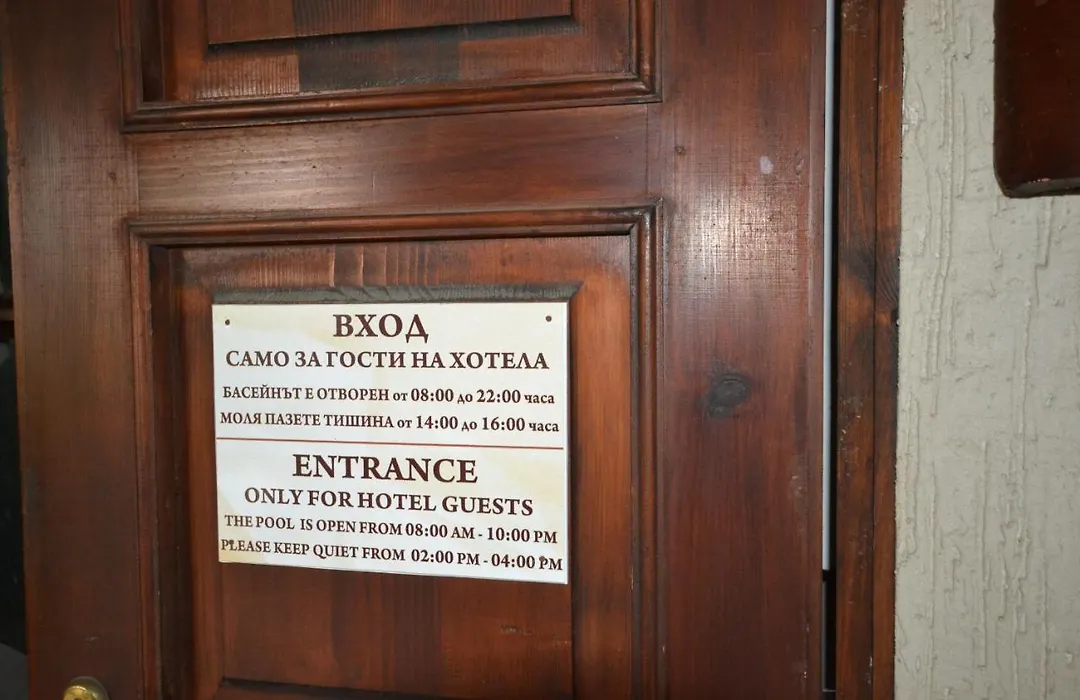 ВХОД
САМО ЗА ГОСТИ НА ХОТЕЛА
БАСЕЙНЪТ Е ОТВОРЕН от 08:00 до 22:00 часа
МОЛЯ ПАЗЕТЕ ТИШИНА от 14:00 до 16:00 часа
ENTRANCE
ONLY FOR HOTEL GUESTS
THE POOL IS OPEN FROM 08:00 AM - 10:00 PM
PLEASE KEEP QUIET FROM 02:00 PM - 04:00 PM